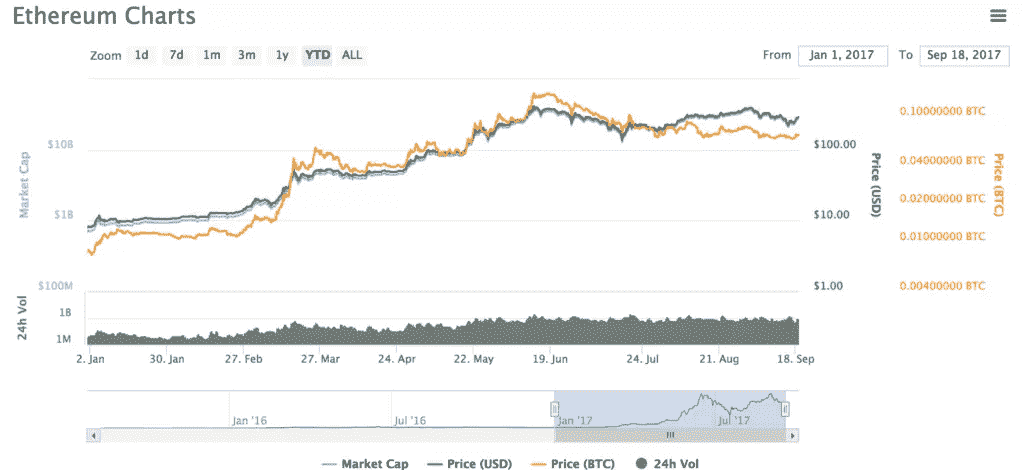 Ethereum Charts
Zoom 1d 7d 1m 3m 1y YTD ALL From Jan 1, 2017 To Sep 18, 2017
0.10000000 BTC
$10B $100.00
0.04000000 BTC
Market Cap Price (USD) Price (BTC)
0.02000000 BTC
$1B $10.00
0.01000000 BTC
$100M $1.00 0.00400000 BTC
24h Vol
1B
1M
2. Jan 30. Jan 27. Feb 27. Mar 24. Apr 22. May 19. Jun 24. Jul 21. Aug 18. Sep
Jan '16 Jul '16 Jan '17 Jul '17
Market Cap Price (USD) Price (BTC) 24h Vol